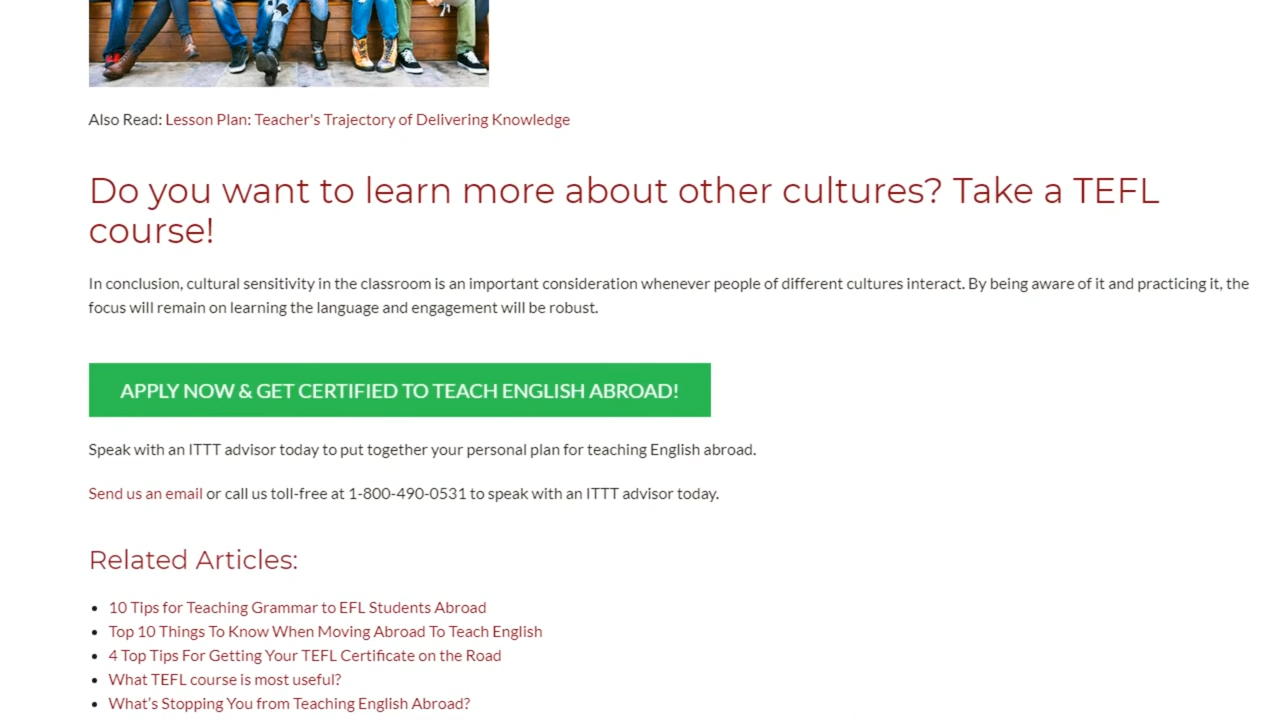 Also Read: Lesson Plan: Teacher's Trajectory of Delivering Knowledge
Do you want to learn more about other cultures? Take a TEFL
course!
In conclusion, cultural sensitivity in the classroom is an important consideration whenever people of different cultures interact. By being aware of it and practicing it, the
focus will remain on learning the language and engagement will be robust.
APPLY NOW & GET CERTIFIED TO TEACH ENGLISH ABROAD!
Speak with an ITTT advisor today to put together your personal plan for teaching English abroad.
Send us an email or call us toll-free at 1-800-490-0531 to speak with an ITTT advisor today.
Related Articles:
• 10 Tips for Teaching Grammar to EFL Students Abroad
• Top 10 Things To Know When Moving Abroad To Teach English
• 4 Top Tips For Getting Your TEFL Certificate on the Road
• What TEFL course is most useful?
• What’s Stopping You from Teaching English Abroad?